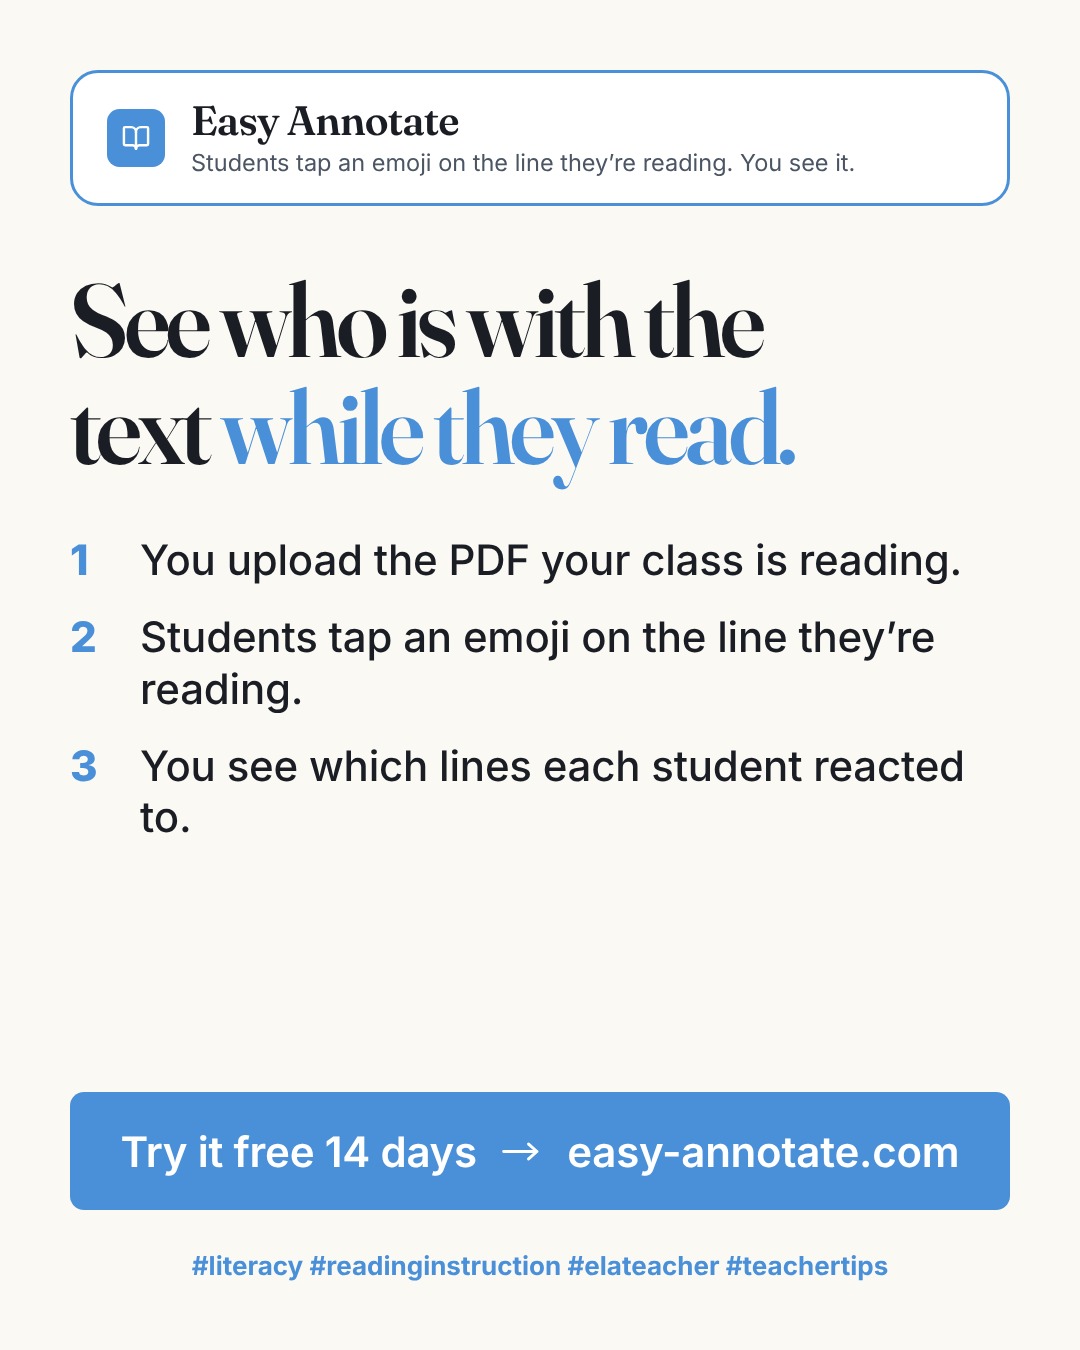 Easy Annotate
Students tap an emoji on the line they’re reading. You see it.
See who is with the
text while they read.
1 You upload the PDF your class is reading.
2 Students tap an emoji on the line they’re
reading.
3 You see which lines each student reacted
to.
Try it free 14 days → easy-annotate.com
#literacy #readinginstruction #elateacher #teachertips